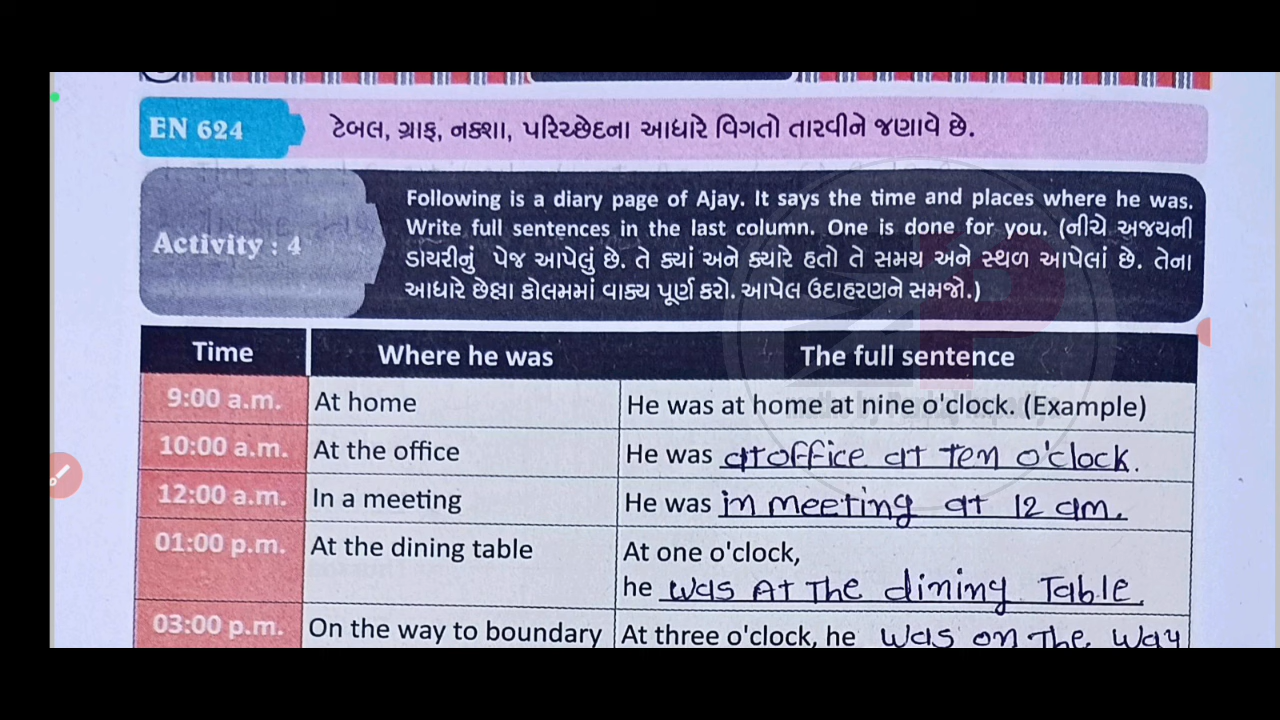 EN 624
ટેબલ, ગ્રાફ, નક્શા, પરિચ્છેદના આધારે વિગતો તારવીને જણાવે છે.
Activity : 4
Following is a diary page of Ajay. It says the time and places where he was.
Write full sentences in the last column. One is done for you. (નીચે અજયની
ડાયરીનું પેજ આપેલું છે. તે ક્યાં અને ક્યારે હતો તે સમય અને સ્થળ આપેલાં છે. તેના
આધારે છેલ્લા કોલમમાં વાક્ય પૂર્ણ કરો. આપેલ ઉદાહરણને સમજો.)
Time Where he was The full sentence
9:00 a.m. At home He was at home at nine o'clock. (Example)
10:00 a.m. At the office He was at office at ten o'clock.
12:00 a.m. In a meeting He was in meeting at 12 am.
01:00 p.m. At the dining table At one o'clock,
he was At The dining Table.
03:00 p.m. On the way to boundary At three o'clock, he was on The way